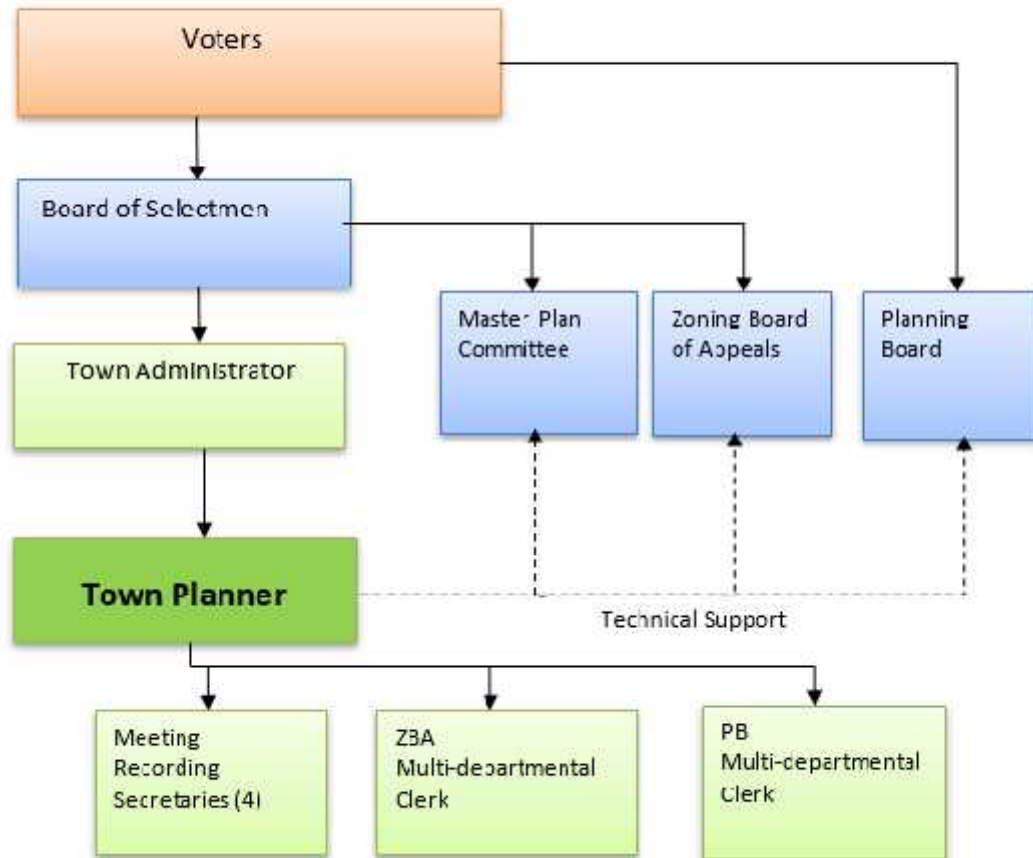 Voters
Board of Selectmen
Master Plan
Committee
Zoning Board
of Appeals
Planning
Board
Town Administrator
Town Planner
Technical Support
Meeting
Recording
Secretaries (4)
ZBA
Multi-departmental
Clerk
PB
Multi-departmental
Clerk